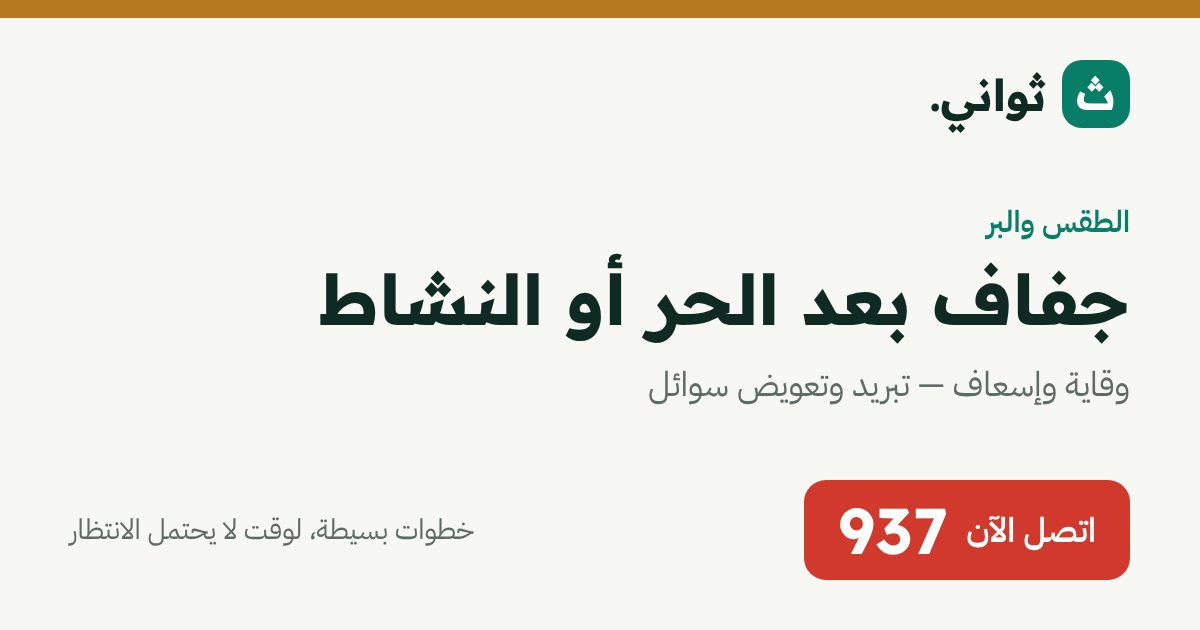 ث ثواني.
الطقس والبر
جفاف بعد الحر أو النشاط
وقاية وإسعاف — تبريد وتعويض سوائل
اتصل الآن 937
خطوات بسيطة، لوقت لا يحتمل الانتظار